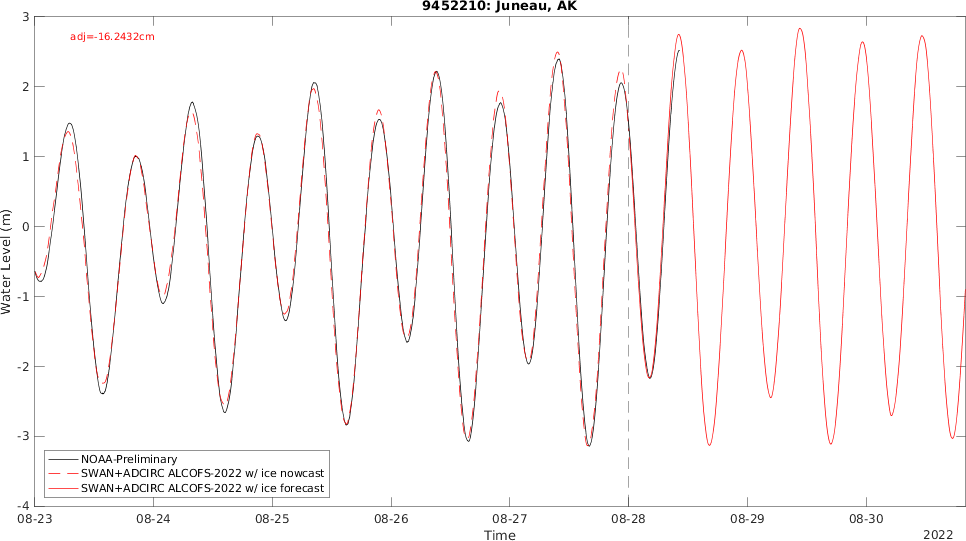 9452210: Juneau, AK
adj=-16.2432cm
3
2
1
0
-1
-2
-3
-4
Water Level (m)
NOAA-Preliminary
SWAN+ADCIRC ALCOFS-2022 w/ ice nowcast
SWAN+ADCIRC ALCOFS-2022 w/ ice forecast
08-23 08-24 08-25 08-26 08-27 08-28 08-29 08-30
Time
2022